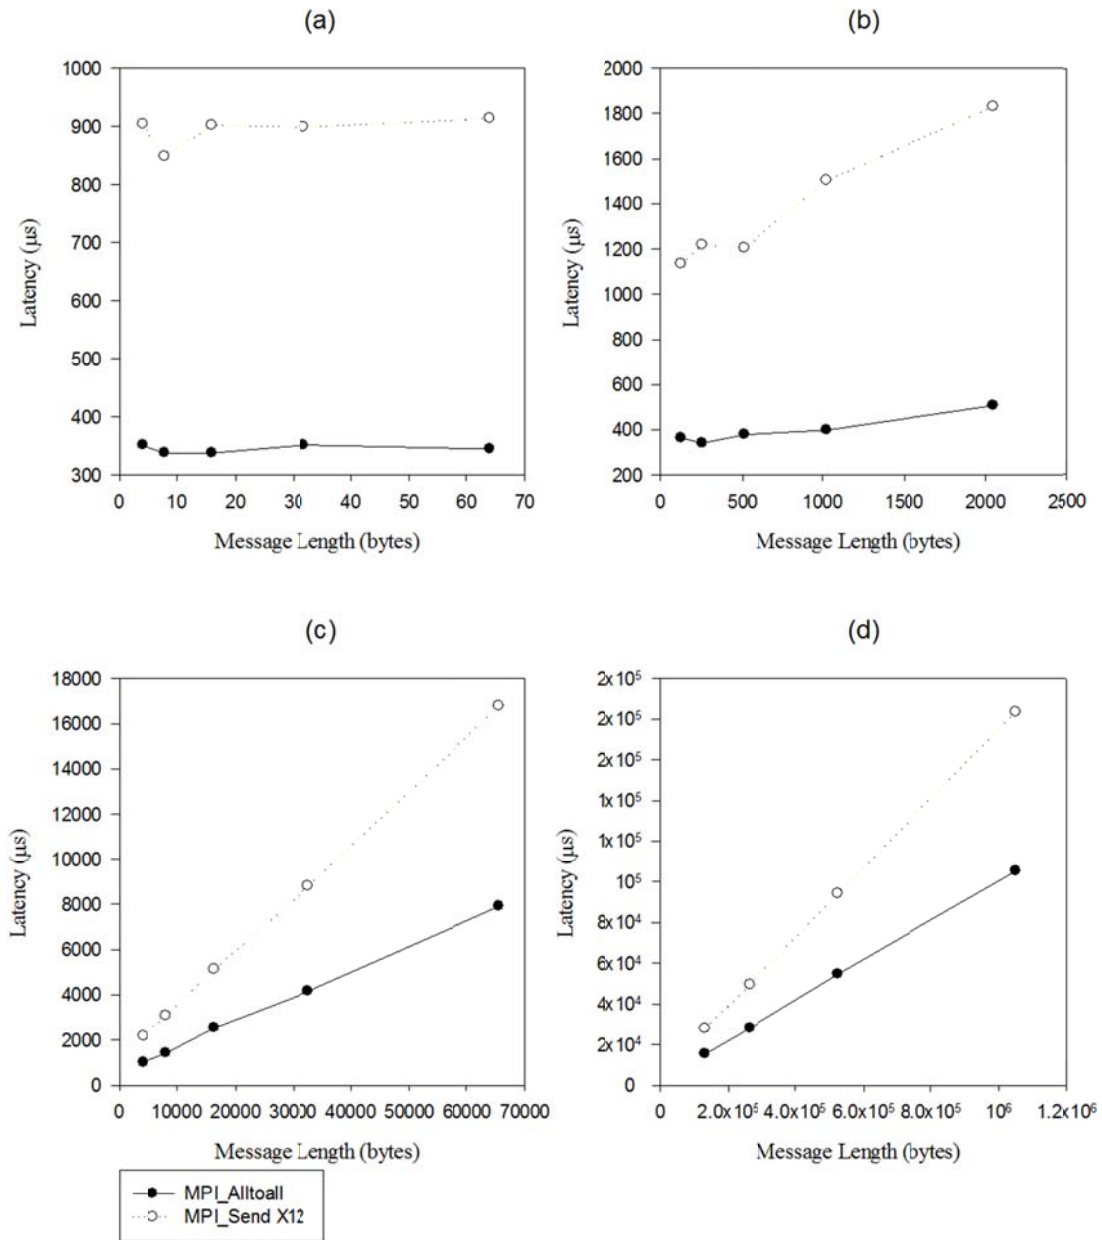 (a)
1000
900
800
700
600
500
400
300
0 10 20 30 40 50 60 70
Latency (µs)
Message Length (bytes)
(b)
2000
1800
1600
1400
1200
1000
800
600
400
200
0 500 1000 1500 2000 2500
Latency (µs)
Message Length (bytes)
(c)
18000
16000
14000
12000
10000
8000
6000
4000
2000
0
0 10000 20000 30000 40000 50000 60000 70000
Latency (µs)
Message Length (bytes)
(d)
2x10⁵
2x10⁵
2x10⁵
1x10⁵
1x10⁵
10⁵
8x10⁴
6x10⁴
4x10⁴
2x10⁴
0
0 2.0x10⁵ 4.0x10⁵ 6.0x10⁵ 8.0x10⁵ 10⁶ 1.2x10⁶
Latency (µs)
Message Length (bytes)
MPI_Alltoall
MPI_Send X12